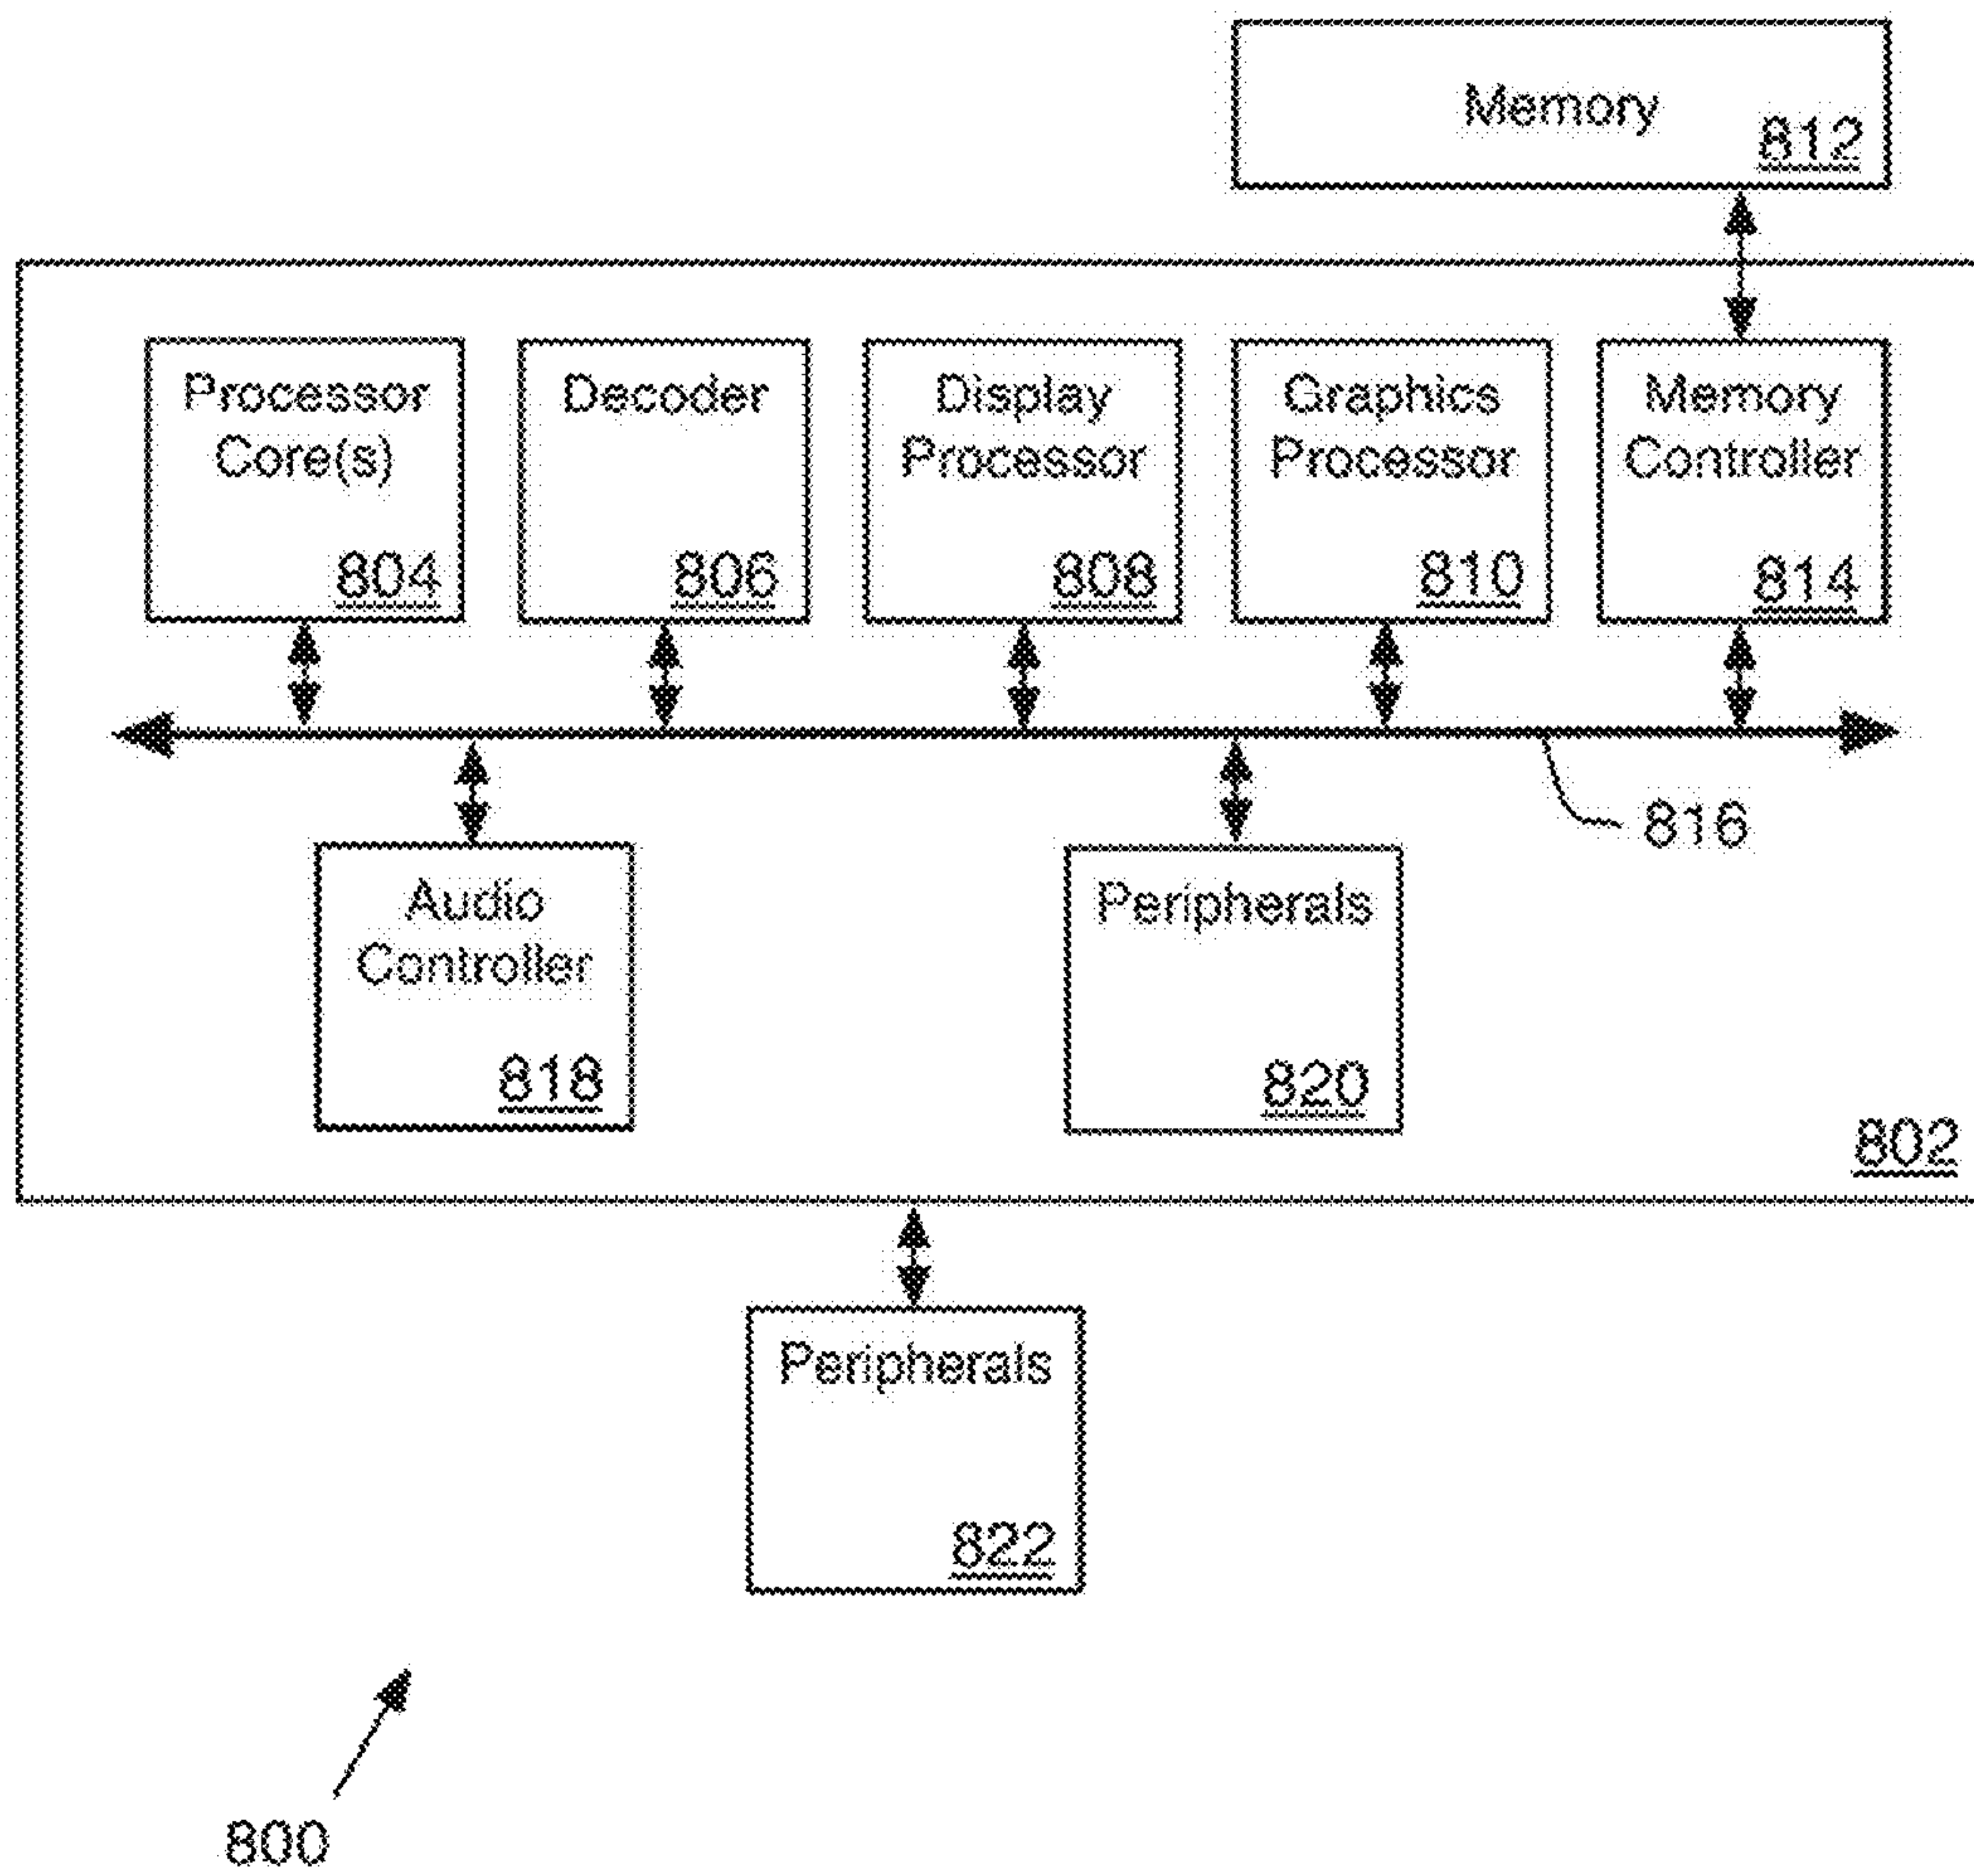 Memory
812
Processor
Core(s)
804
Decoder
806
Display
Processor
808
Graphics
Processor
810
Memory
Controller
814
816
Audio
Controller
818
Peripherals
820
802
Peripherals
822
800